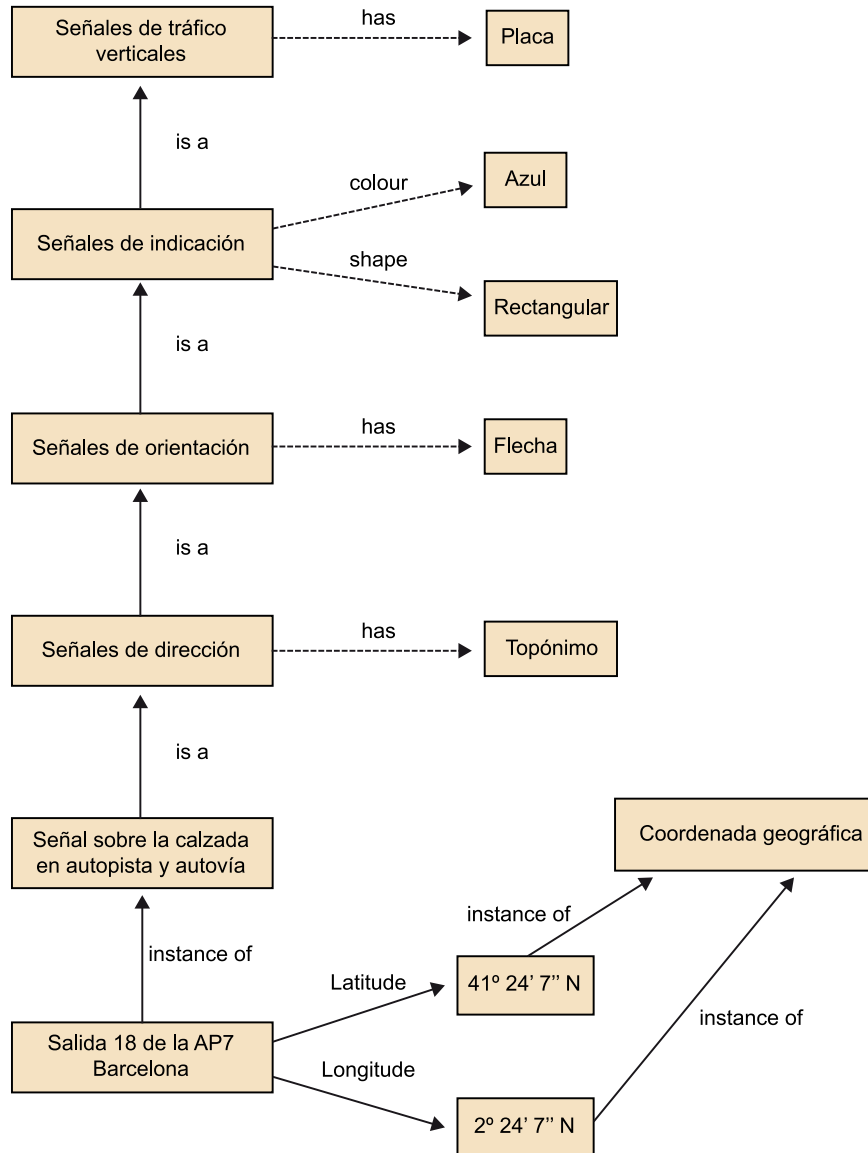 Señales de tráfico
verticales
has
Placa
is a
colour
Azul
Señales de indicación
shape
Rectangular
is a
Señales de orientación
has
Flecha
is a
Señales de dirección
has
Topónimo
is a
Señal sobre la calzada
en autopista y autovía
Coordenada geográfica
instance of
instance of
Latitude
41º 24’ 7’’ N
instance of
Salida 18 de la AP7
Barcelona
Longitude
2º 24’ 7’’ N